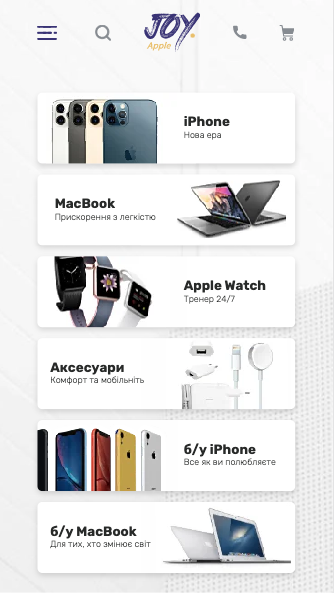 JOY
Apple
iPhone
Нова ера
MacBook
Прискорення з легкістю
Apple Watch
Тренер 24/7
Аксесуари
Комфорт та мобільніть
б/у iPhone
Все як ви полюбляєте
б/у MacBook
Для тих, хто змінює світ